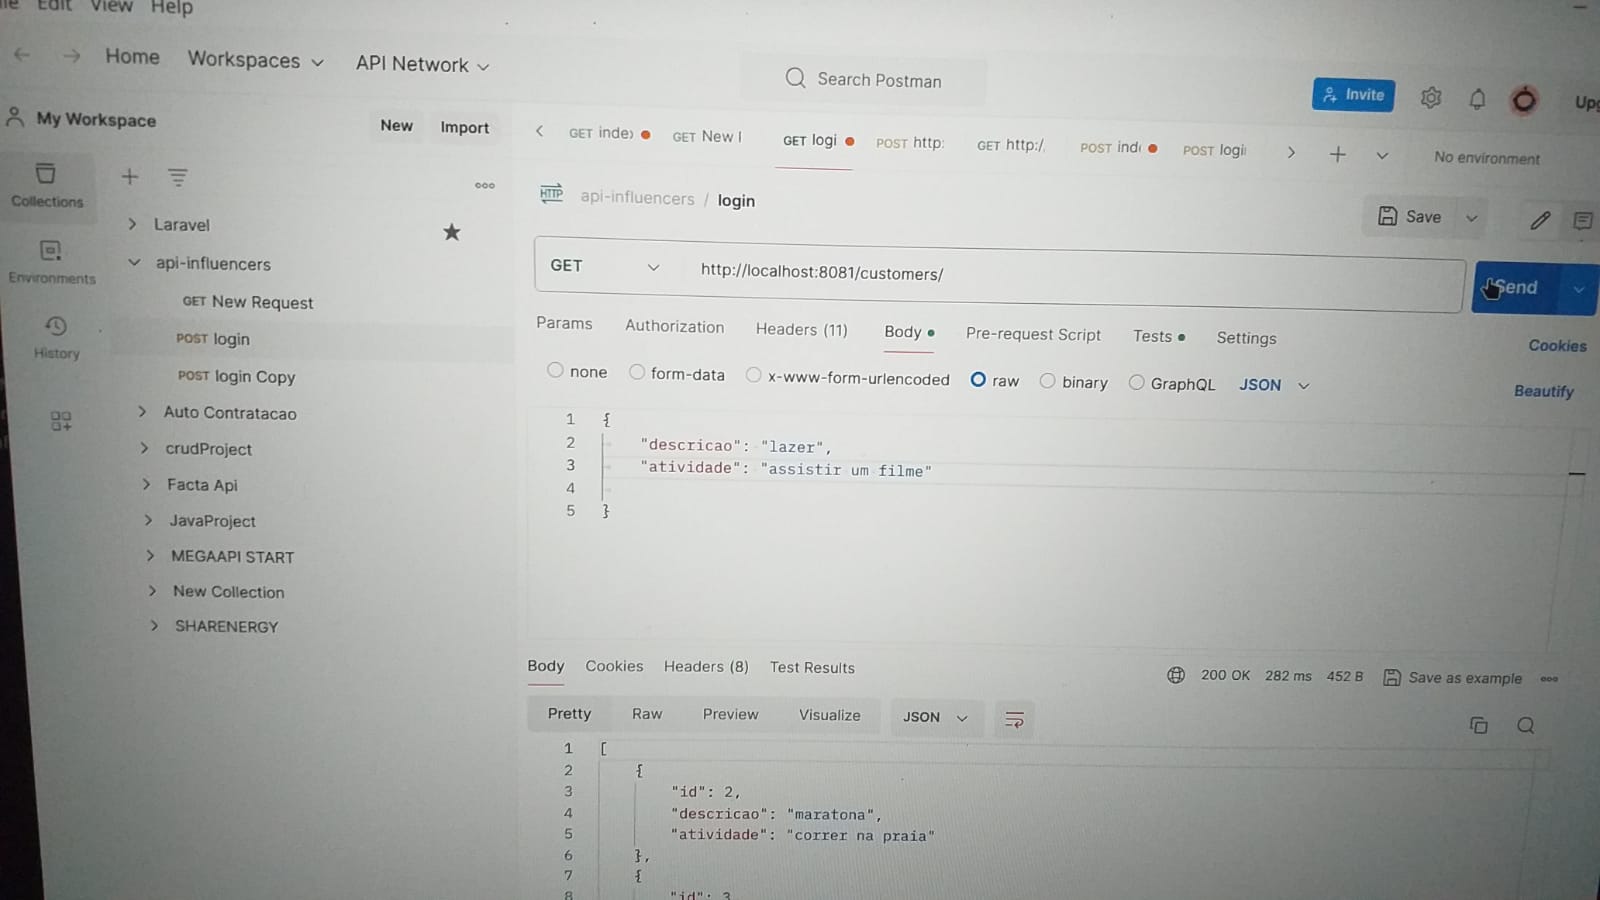 Edit View Help
Home Workspaces API Network
Search Postman
Invite
My Workspace
New Import
GET GET New GET logi POST http: GET http:/ POST POST
No environment
Collections
Environments
History
Laravel
api-influencers
GET New Request
POST login
POST login Copy
Auto Contratacao
crudProject
Facta Api
JavaProject
MEGAAPI START
New Collection
SHARENERGY
HTTP api-influencers / login
Save
GET http://localhost:8081/customers/
Send
Params Authorization Headers (11) Body Pre-request Script Tests Settings
Cookies
none form-data x-www-form-urlencoded raw binary GraphQL JSON
Beautify
1 {
2 "descricao": "lazer",
3 "atividade": "assistir um filme"
4
5 }
Body Cookies Headers (8) Test Results
200 OK 282 ms 452 B Save as example
Pretty Raw Preview Visualize JSON
1 [
2 {
3 "id": 2,
4 "descricao": "maratona",
5 "atividade": "correr na praia"
6 },
7 {
8 "id": 3